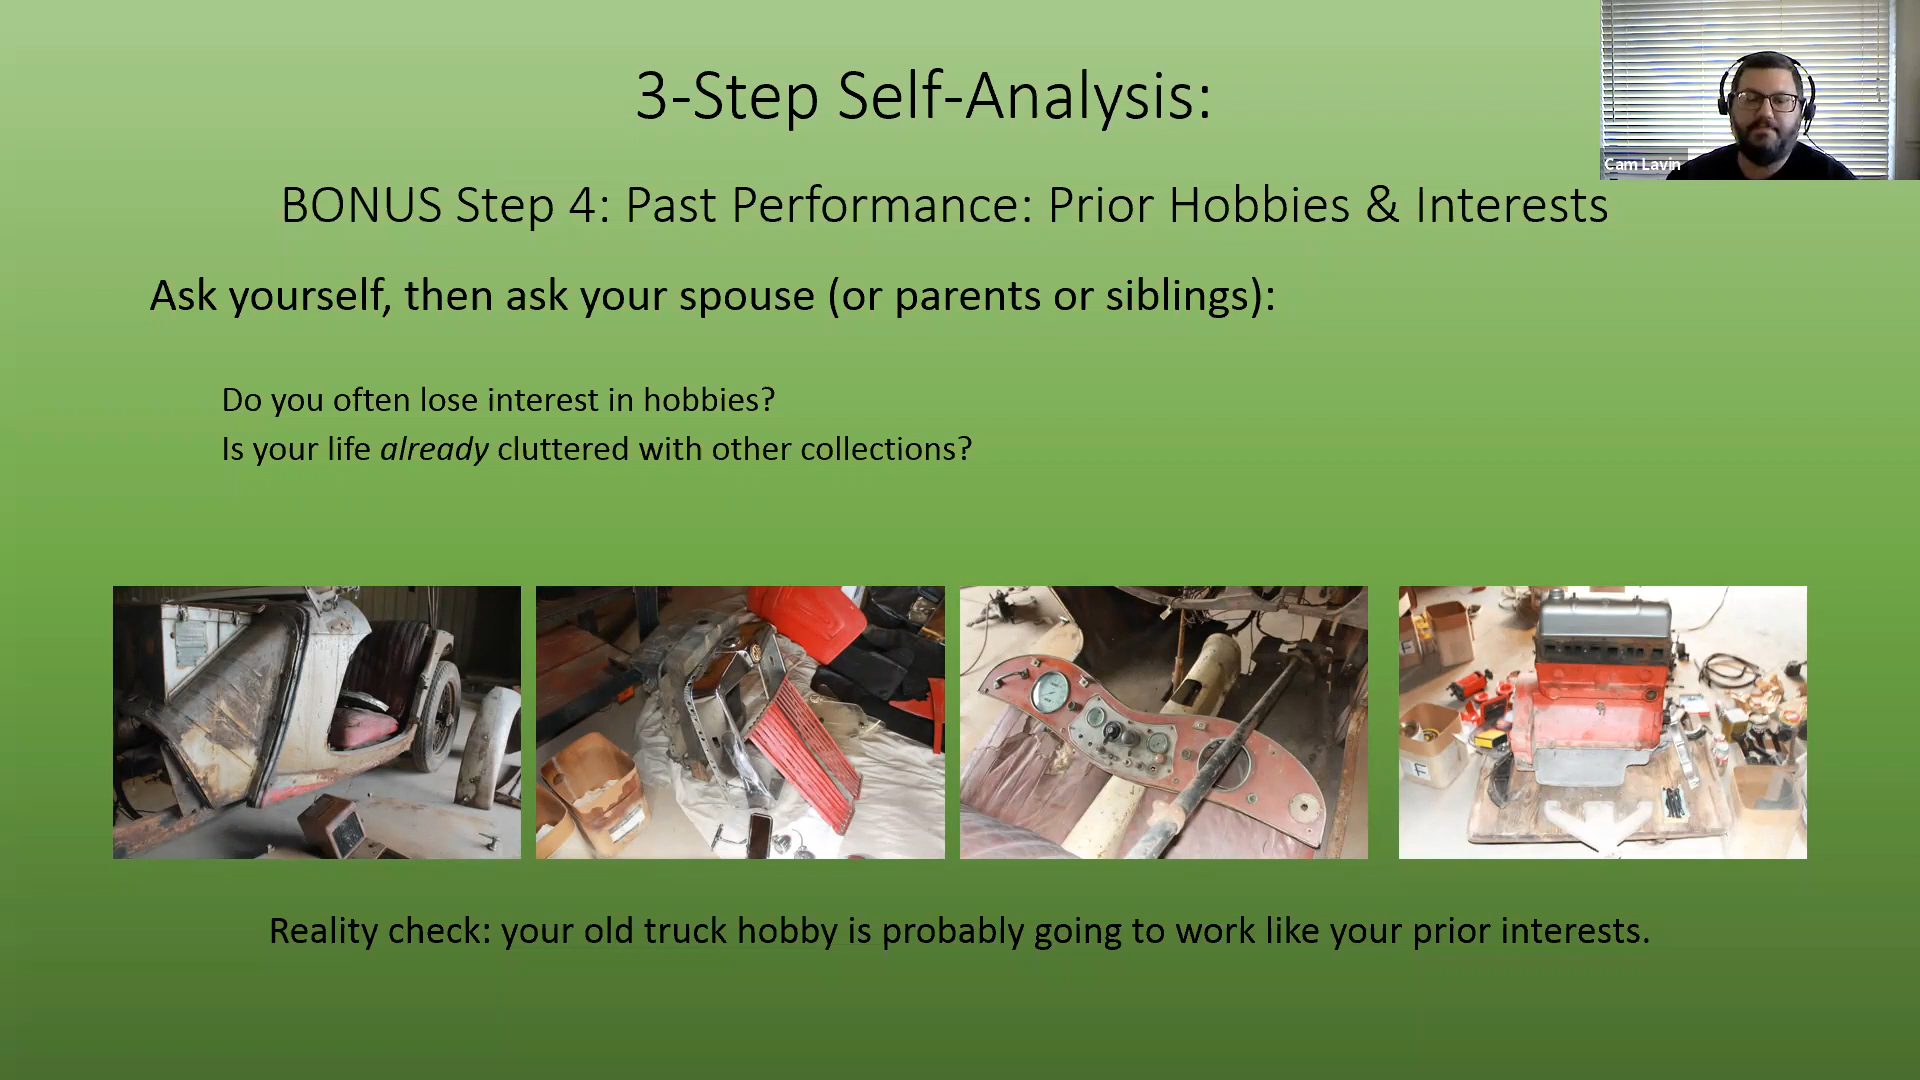 3-Step Self-Analysis:
Cam Lavin
BONUS Step 4: Past Performance: Prior Hobbies & Interests
Ask yourself, then ask your spouse (or parents or siblings):
Do you often lose interest in hobbies?
Is your life already cluttered with other collections?
F
F
Reality check: your old truck hobby is probably going to work like your prior interests.